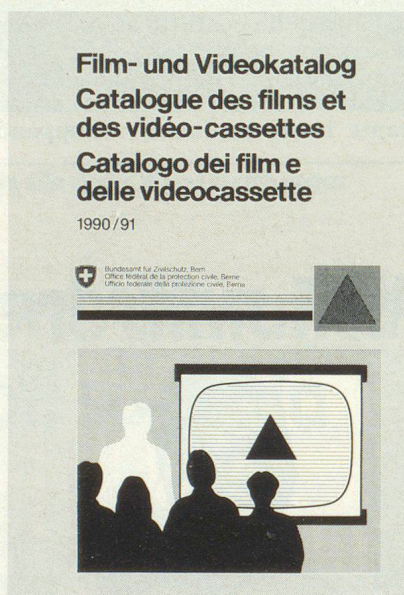 Film- und Videokatalog
Catalogue des films et
des vidéo-cassettes
Catalogo dei film e
delle videocassette
1990/91
Bundesamt für Zivilschutz, Bern
Office fédéral de la protection civile, Berne
Ufficio federale della protezione civile, Berna